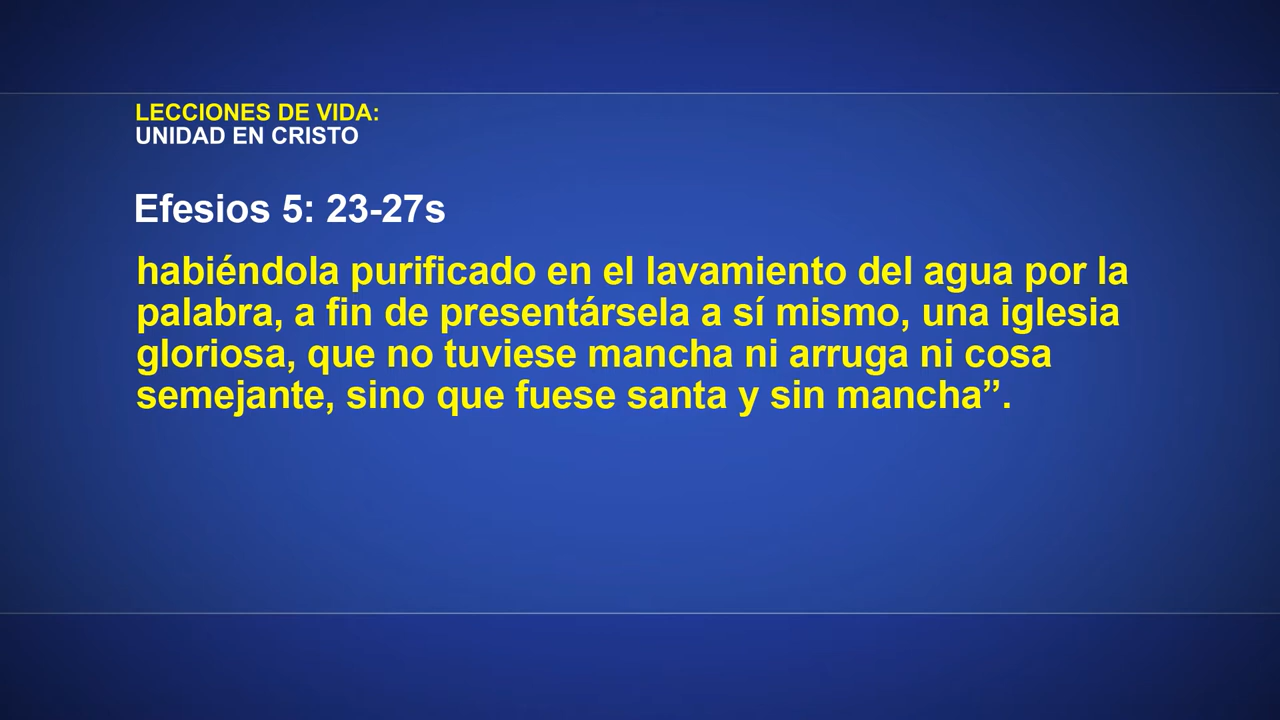 LECCIONES DE VIDA:
UNIDAD EN CRISTO
Efesios 5: 23-27s
habiéndola purificado en el lavamiento del agua por la
palabra, a fin de presentársela a sí mismo, una iglesia
gloriosa, que no tuviese mancha ni arruga ni cosa
semejante, sino que fuese santa y sin mancha”.